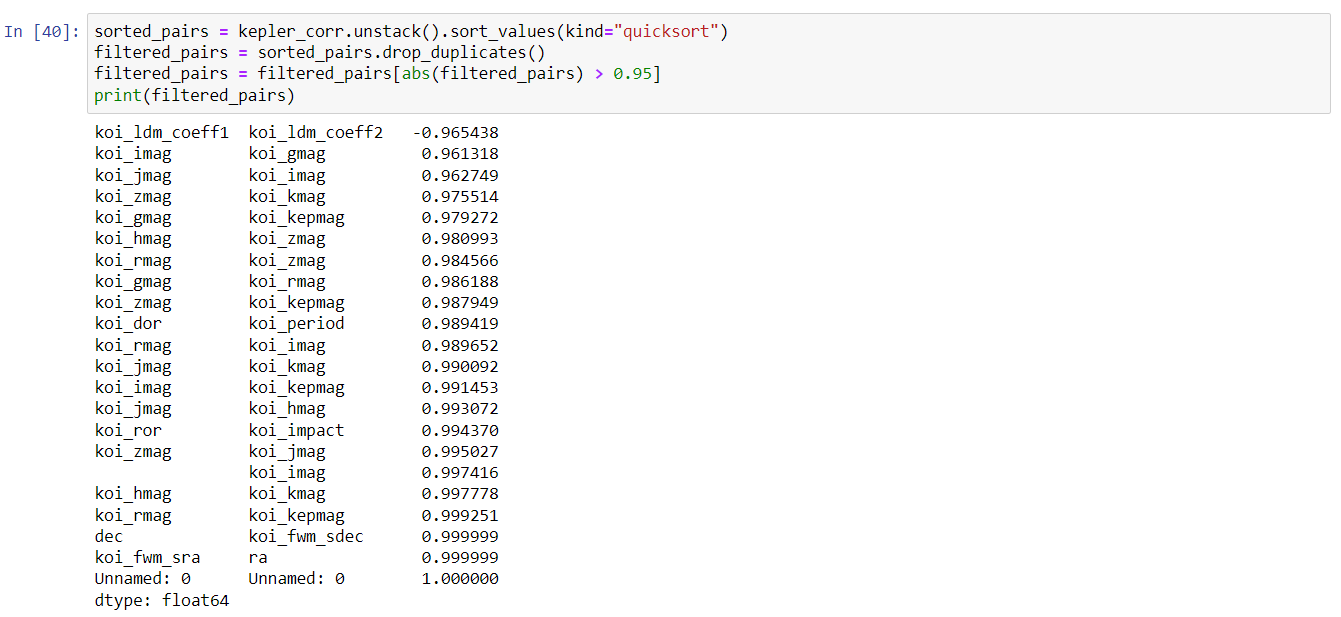 In [40]: sorted_pairs = kepler_corr.unstack().sort_values(kind="quicksort")
filtered_pairs = sorted_pairs.drop_duplicates()
filtered_pairs = filtered_pairs[abs(filtered_pairs) > 0.95]
print(filtered_pairs)
koi_ldm_coeff1  koi_ldm_coeff2   -0.965438
koi_imag        koi_gmag          0.961318
koi_jmag        koi_imag          0.962749
koi_zmag        koi_kmag          0.975514
koi_gmag        koi_kepmag        0.979272
koi_hmag        koi_zmag          0.980993
koi_rmag        koi_zmag          0.984566
koi_gmag        koi_rmag          0.986188
koi_zmag        koi_kepmag        0.987949
koi_dor         koi_period        0.989419
koi_rmag        koi_imag          0.989652
koi_jmag        koi_kmag          0.990092
koi_imag        koi_kepmag        0.991453
koi_jmag        koi_hmag          0.993072
koi_ror         koi_impact        0.994370
koi_zmag        koi_jmag          0.995027
                koi_imag          0.997416
koi_hmag        koi_kmag          0.997778
koi_rmag        koi_kepmag        0.999251
dec             koi_fwm_sdec      0.999999
koi_fwm_sra     ra                0.999999
Unnamed: 0      Unnamed: 0        1.000000
dtype: float64